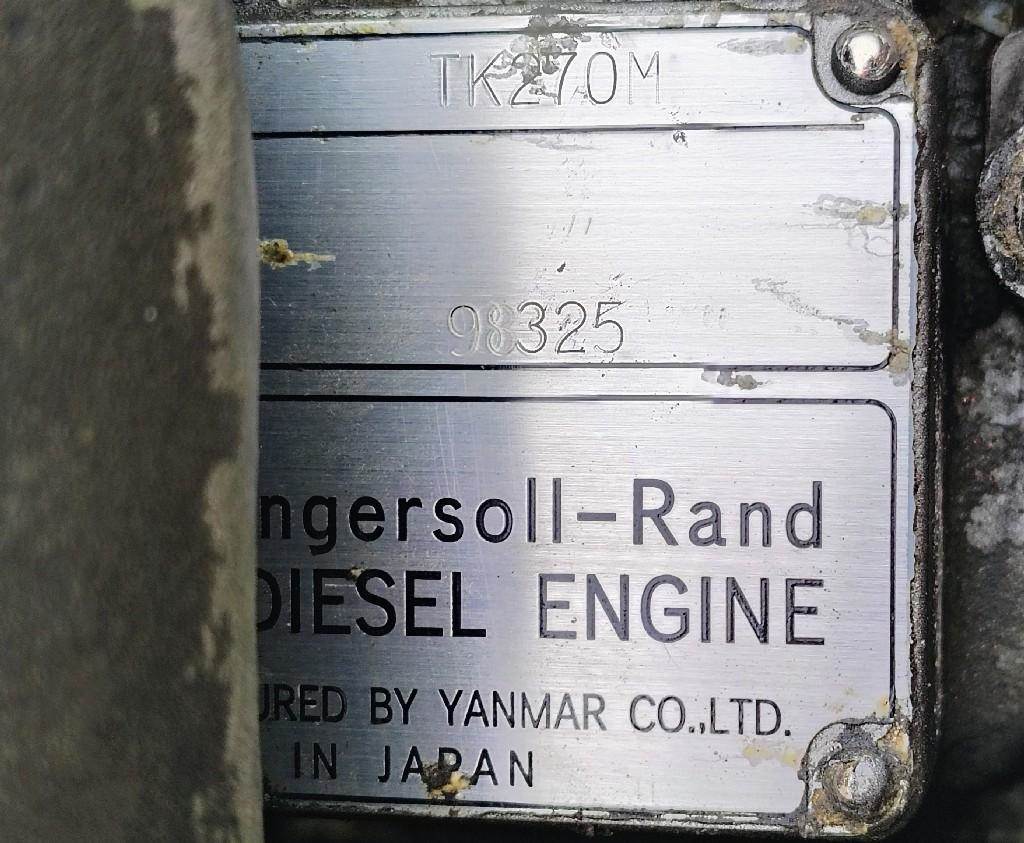 TK270M
98325
ngersoll-Rand
DIESEL ENGINE
URED BY YANMAR CO.,LTD.
IN JAPAN